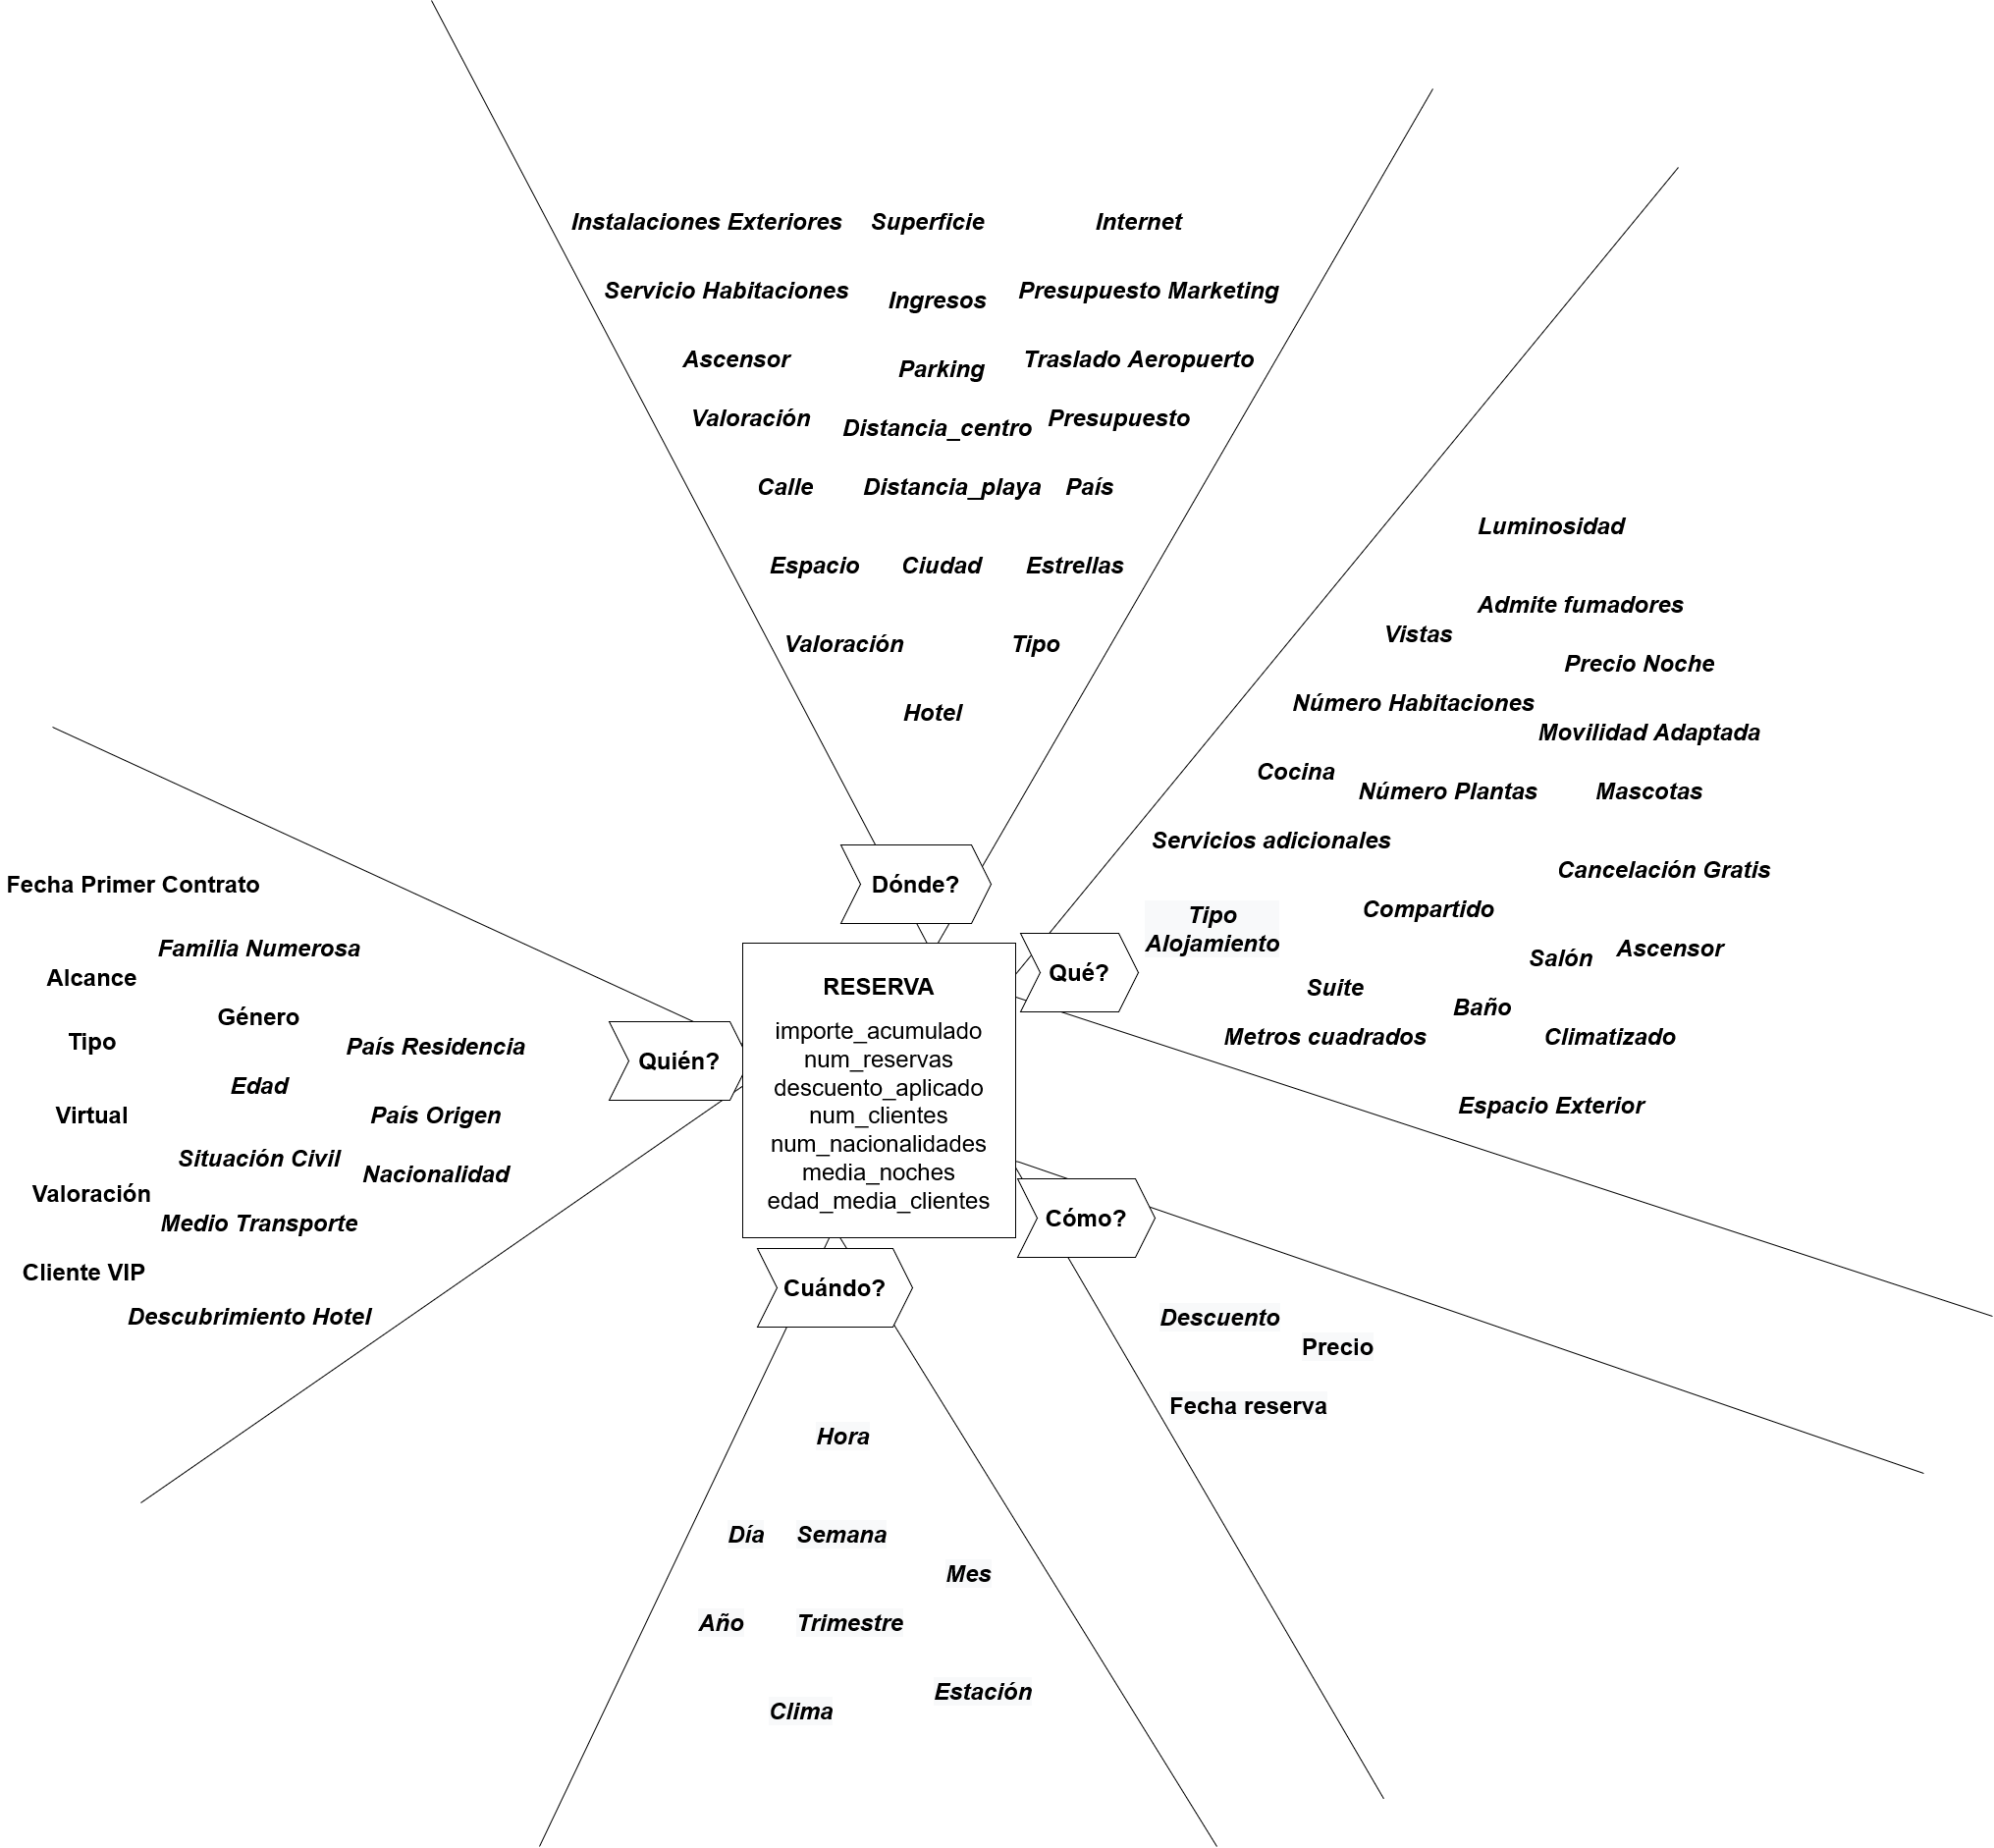 Instalaciones Exteriores
Superficie
Internet
Servicio Habitaciones
Ingresos
Presupuesto Marketing
Ascensor
Parking
Traslado Aeropuerto
Valoración
Distancia_centro
Presupuesto
Calle
Distancia_playa
País
Espacio
Ciudad
Estrellas
Valoración
Tipo
Hotel
Dónde?
Luminosidad
Admite fumadores
Vistas
Precio Noche
Número Habitaciones
Movilidad Adaptada
Cocina
Número Plantas
Mascotas
Servicios adicionales
Cancelación Gratis
Compartido
Tipo
Alojamiento
Salón
Ascensor
Suite
Baño
Metros cuadrados
Climatizado
Espacio Exterior
Qué?
Fecha Primer Contrato
Familia Numerosa
Alcance
Género
Tipo
País Residencia
Edad
Virtual
País Origen
Situación Civil
Nacionalidad
Valoración
Medio Transporte
Cliente VIP
Descubrimiento Hotel
Quién?
RESERVA
importe_acumulado
num_reservas
descuento_aplicado
num_clientes
num_nacionalidades
media_noches
edad_media_clientes
Cómo?
Descuento
Precio
Fecha reserva
Cuándo?
Hora
Día
Semana
Mes
Año
Trimestre
Estación
Clima